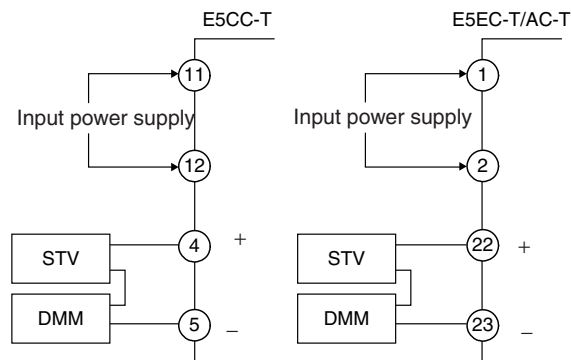 E5CC-T
11
Input power supply
12
STV
4
+
DMM
5
−
E5EC-T/AC-T
1
Input power supply
2
STV
22
+
DMM
23
−